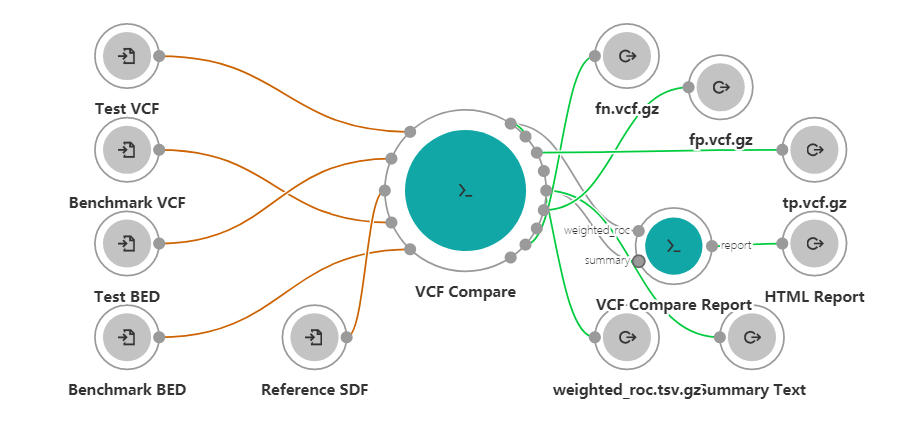 Test VCF
fn.vcf.gz
fp.vcf.gz
Benchmark VCF
tp.vcf.gz
weighted_roc
report
summary
VCF Compare
Test BED
VCF Compare Report
HTML Report
Benchmark BED
Reference SDF
weighted_roc.tsv.gz
Summary Text